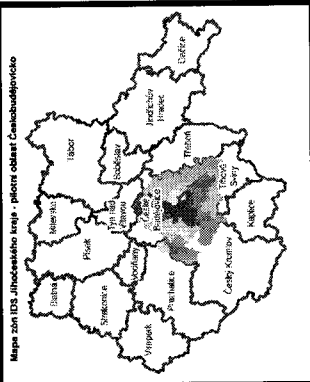 Mapa zón IDS Jihočeského kraje - pilotní oblast Českobudějovicko
Blatná
Milevsko
Tábor
Písek
Strakonice
Týn nad
Vltavou
Soběslav
Vodňany
Jindřichův
Hradec
Dačice
Vimperk
Prachatice
České
Budějovice
Třeboň
Trhové
Sviny
Český Krumlov
Kaplice